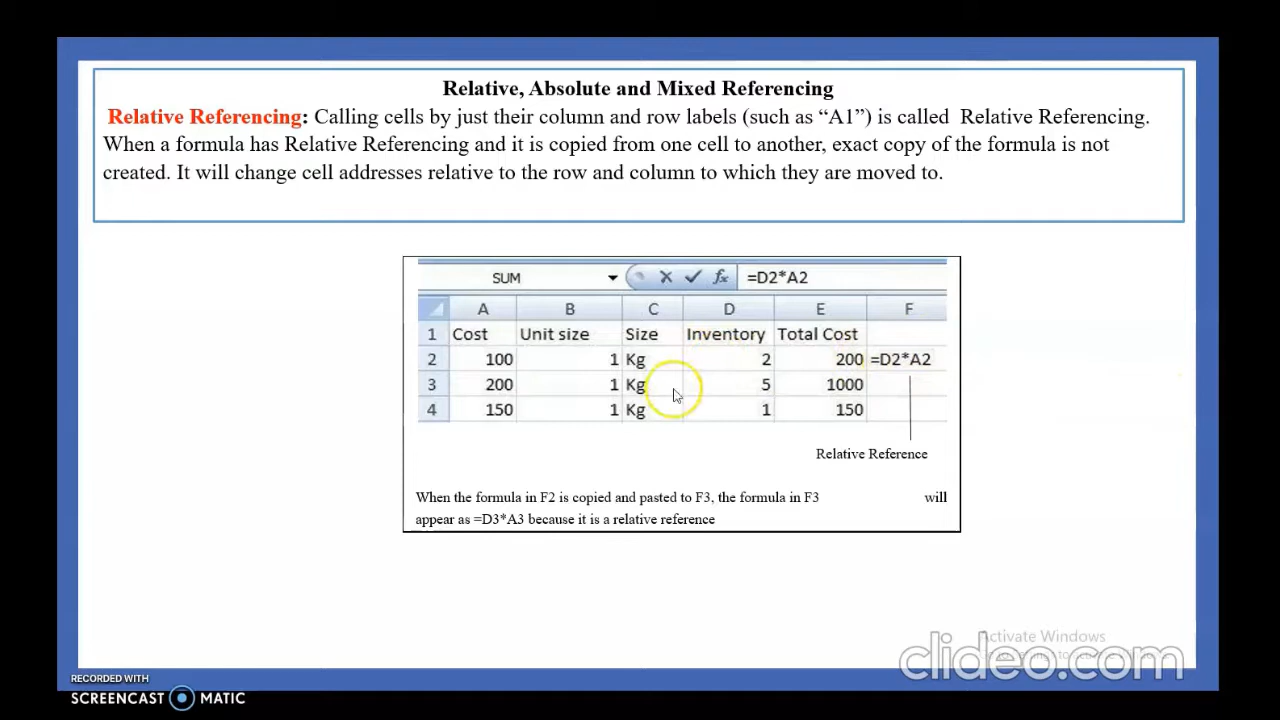 Relative, Absolute and Mixed Referencing
Relative Referencing: Calling cells by just their column and row labels (such as “A1”) is called Relative Referencing.
When a formula has Relative Referencing and it is copied from one cell to another, exact copy of the formula is not
created. It will change cell addresses relative to the row and column to which they are moved to.
SUM fx =D2*A2
A B C D E F
1 Cost Unit size Size Inventory Total Cost
2 100 1 Kg 2 200 =D2*A2
3 200 1 Kg 5 1000
4 150 1 Kg 1 150
Relative Reference
When the formula in F2 is copied and pasted to F3, the formula in F3 will
appear as =D3*A3 because it is a relative reference
Activate Windows
clideo.com
RECORDED WITH
SCREENCAST MATIC